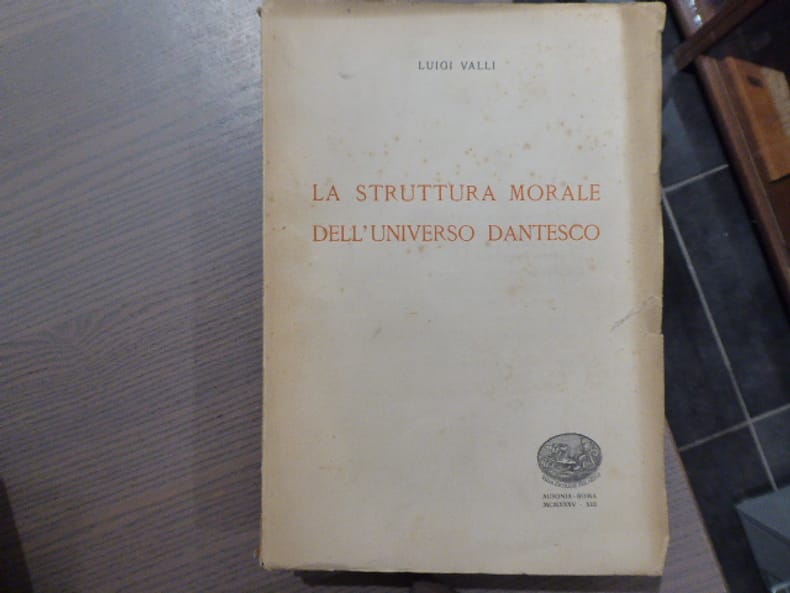 LUIGI VALLI
LA STRUTTURA MORALE
DELL'UNIVERSO DANTESCO
AUSONIA - ROMA
MCMXXXV - XIII